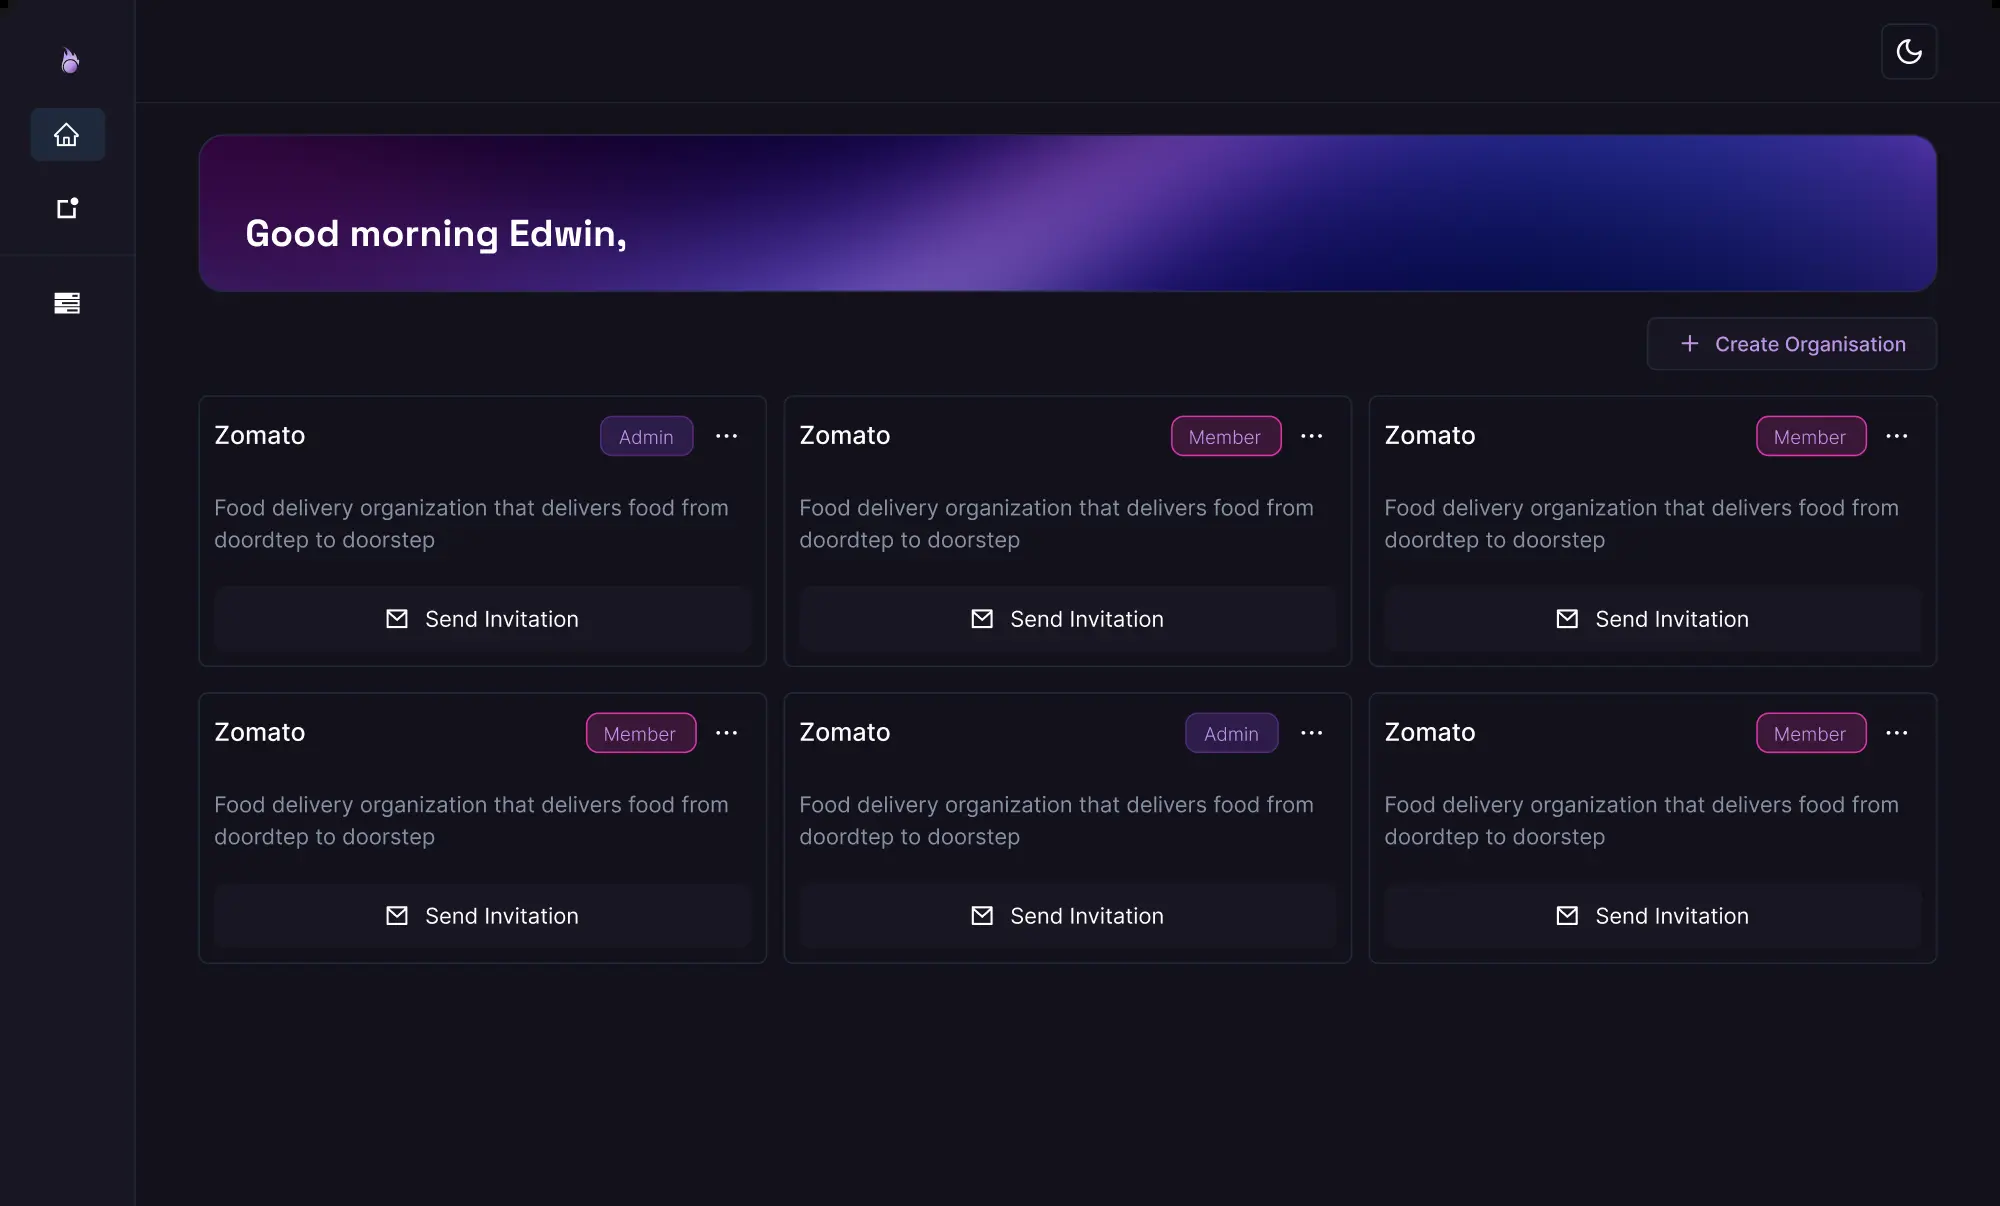 Good morning Edwin,
Create Organisation
Zomato Admin
Food delivery organization that delivers food from
doordtep to doorstep
Send Invitation
Zomato Member
Food delivery organization that delivers food from
doordtep to doorstep
Send Invitation
Zomato Member
Food delivery organization that delivers food from
doordtep to doorstep
Send Invitation
Zomato Member
Food delivery organization that delivers food from
doordtep to doorstep
Send Invitation
Zomato Admin
Food delivery organization that delivers food from
doordtep to doorstep
Send Invitation
Zomato Member
Food delivery organization that delivers food from
doordtep to doorstep
Send Invitation